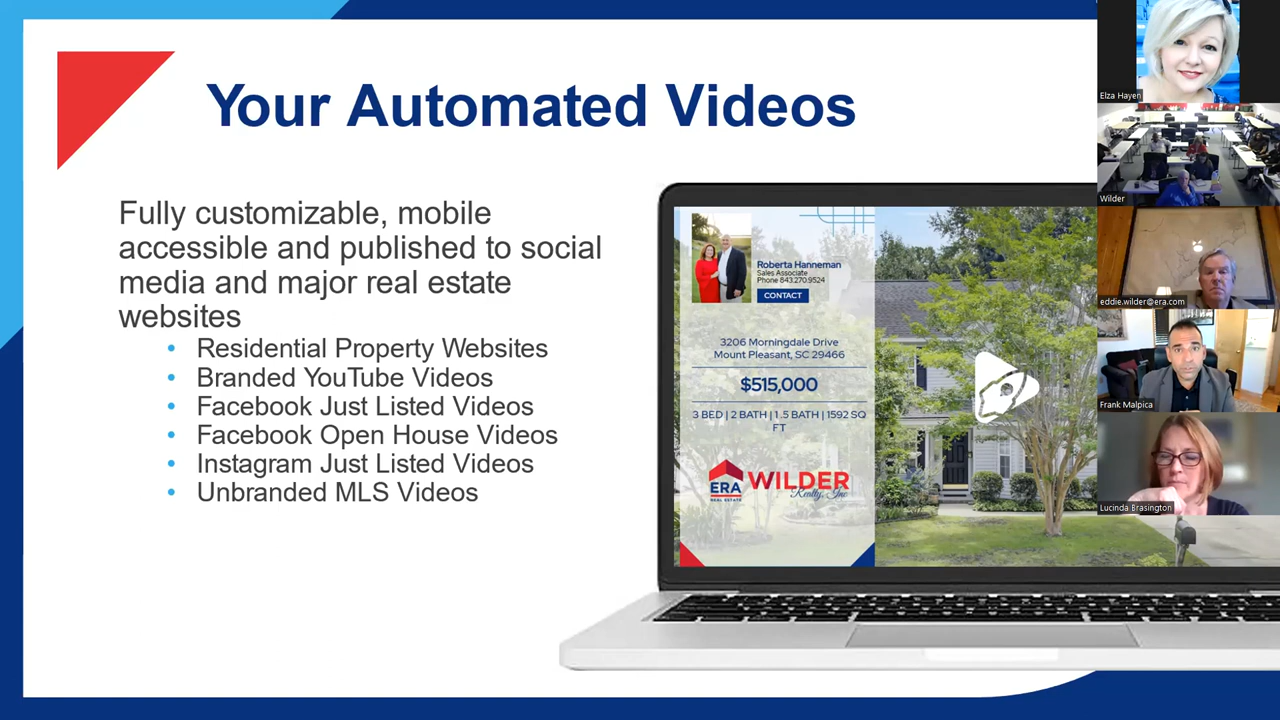 Your Automated Videos
Fully customizable, mobile
accessible and published to social
media and major real estate
websites
• Residential Property Websites
• Branded YouTube Videos
• Facebook Just Listed Videos
• Facebook Open House Videos
• Instagram Just Listed Videos
• Unbranded MLS Videos
Roberta Hanneman
Sales Associate
Phone 843.270.9524
CONTACT
3206 Morningdale Drive
Mount Pleasant, SC 29466
$515,000
3 BED | 2 BATH | 1.5 BATH | 1592 SQ
FT
ERA
REAL ESTATE
WILDER
Realty, Inc
Elza Hayen
Wilder
eddie.wilder@era.com
Frank Malpica
Lucinda Brasington